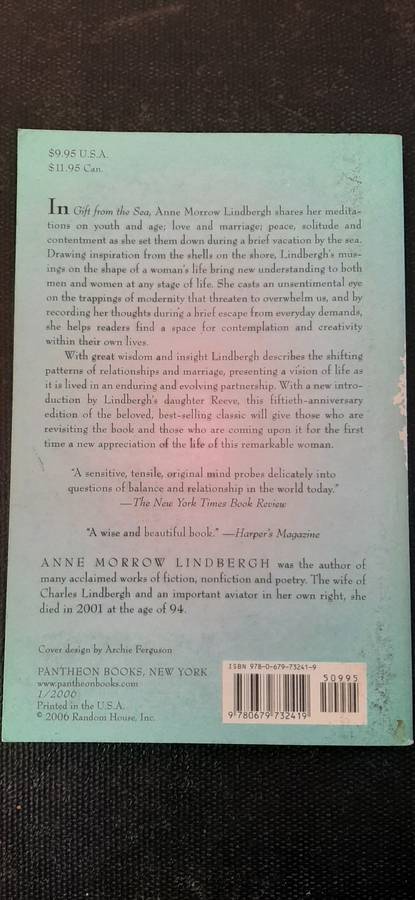 $9.95 U.S.A.
$11.95 Can.
In Gift from the Sea, Anne Morrow Lindbergh shares her medita-
tions on youth and age; love and marriage; peace, solitude and
contentment as she set them down during a brief vacation by the sea.
Drawing inspiration from the shells on the shore, Lindbergh's mus-
ings on the shape of a woman's life bring new understanding to both
men and women at any stage of life. She casts an unsentimental eye
on the trappings of modernity that threaten to overwhelm us, and by
recording her thoughts during a brief escape from everyday demands,
she helps readers find a space for contemplation and creativity
within their own lives.
With great wisdom and insight Lindbergh describes the shifting
patterns of relationships and marriage, presenting a vision of life as
it is lived in an enduring and evolving partnership. With a new intro-
duction by Lindbergh's daughter Reeve, this fiftieth-anniversary
edition of the beloved, best-selling classic will give those who are
revisiting the book and those who are coming upon it for the first
time a new appreciation of the life of this remarkable woman.
"A sensitive, tensile, original mind probes delicately into
questions of balance and relationship in the world today."
—The New York Times Book Review
"A wise and beautiful book." —Harper's Magazine
ANNE MORROW LINDBERGH was the author of
many acclaimed works of fiction, nonfiction and poetry. The wife of
Charles Lindbergh and an important aviator in her own right, she
died in 2001 at the age of 94.
Cover design by Archie Ferguson
PANTHEON BOOKS, NEW YORK
www.pantheonbooks.com
1/2006
Printed in the U.S.A.
© 2006 Random House, Inc.
ISBN 978-0-679-73241-9
50995
9 780679 732419